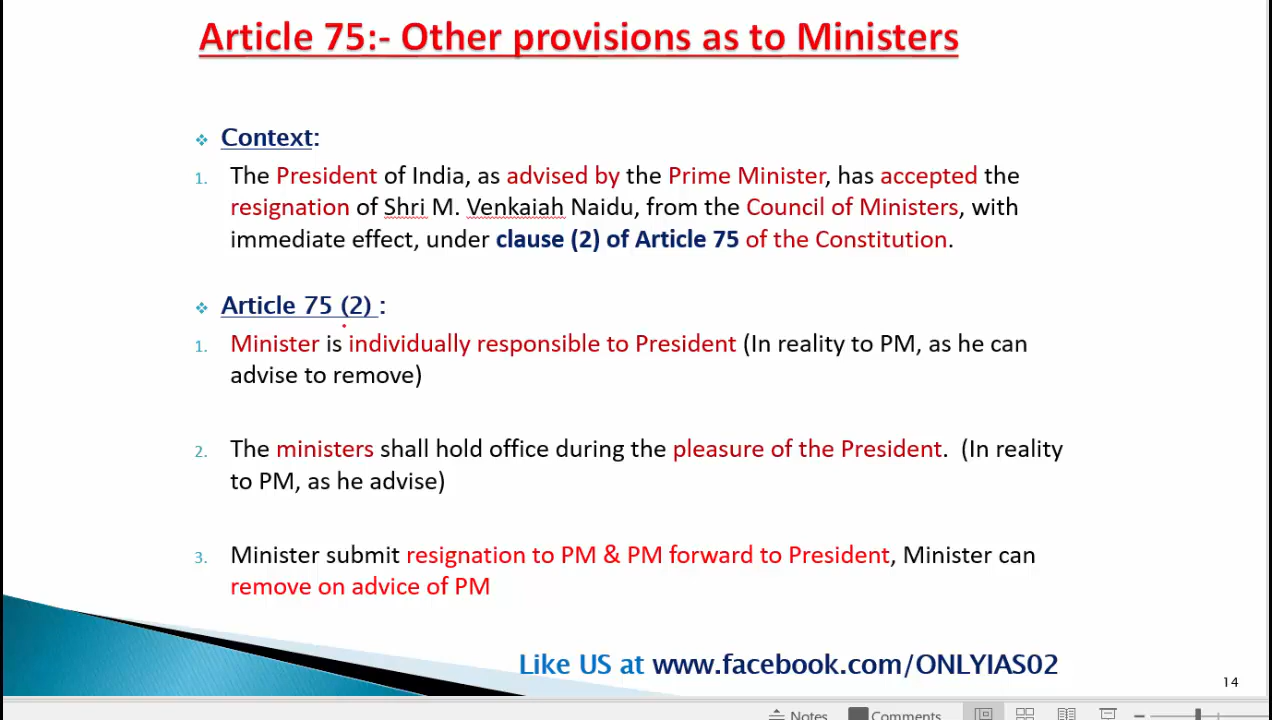 Article 75:- Other provisions as to Ministers
❖ Context:
1. The President of India, as advised by the Prime Minister, has accepted the
resignation of Shri M. Venkaiah Naidu, from the Council of Ministers, with
immediate effect, under clause (2) of Article 75 of the Constitution.
❖ Article 75 (2) :
1. Minister is individually responsible to President (In reality to PM, as he can
advise to remove)
2. The ministers shall hold office during the pleasure of the President. (In reality
to PM, as he advise)
3. Minister submit resignation to PM & PM forward to President, Minister can
remove on advice of PM
Like US at www.facebook.com/ONLYIAS02
14
Notes Comments